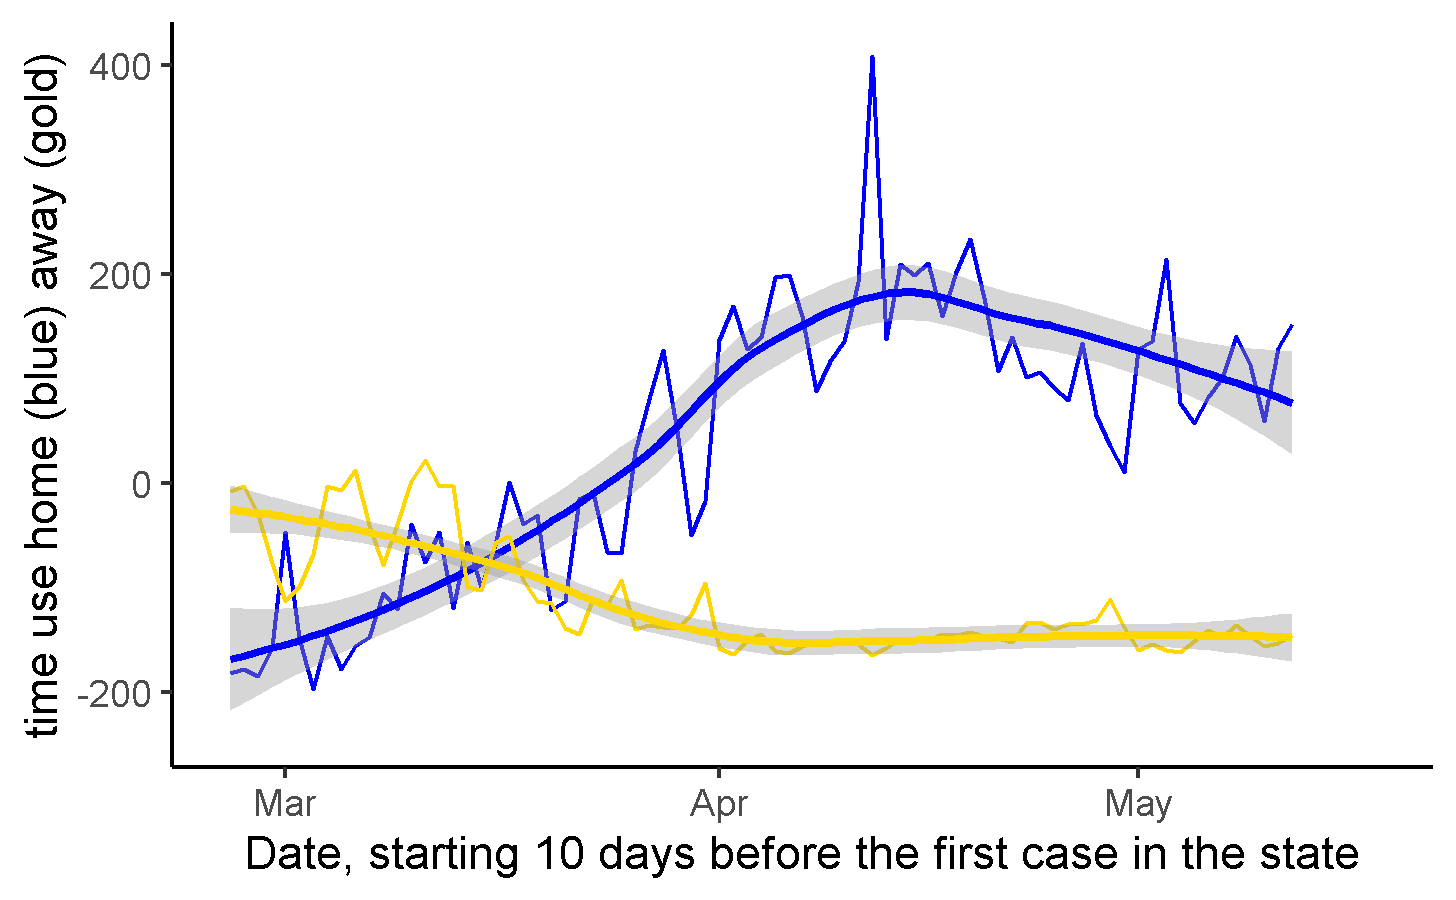 time use home (blue) away (gold)
400
200
0
-200
Mar Apr May
Date, starting 10 days before the first case in the state